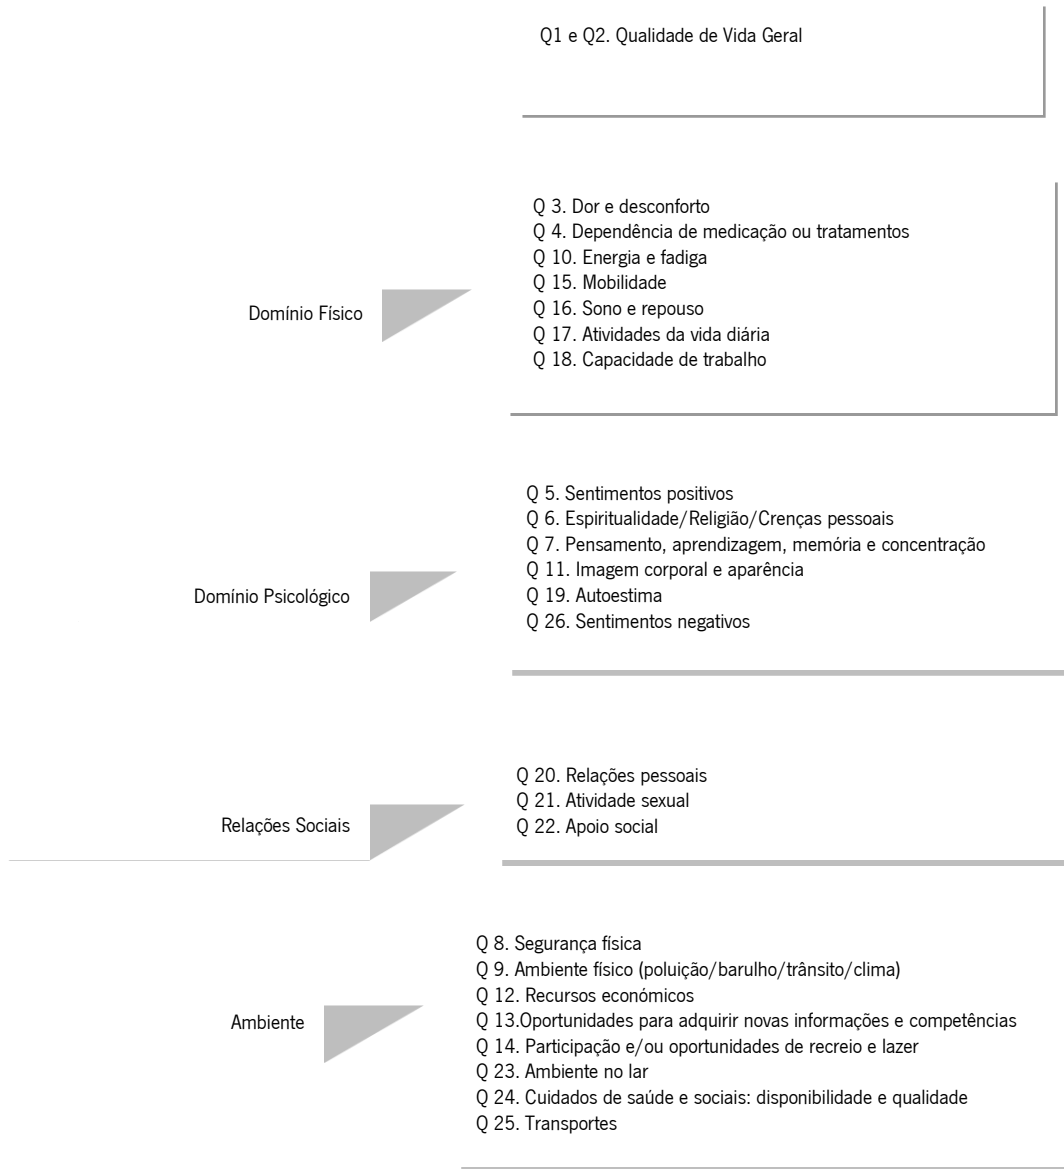 Q1 e Q2. Qualidade de Vida Geral
Domínio Físico
Q 3. Dor e desconforto
Q 4. Dependência de medicação ou tratamentos
Q 10. Energia e fadiga
Q 15. Mobilidade
Q 16. Sono e repouso
Q 17. Atividades da vida diária
Q 18. Capacidade de trabalho
Domínio Psicológico
Q 5. Sentimentos positivos
Q 6. Espiritualidade/Religião/Crenças pessoais
Q 7. Pensamento, aprendizagem, memória e concentração
Q 11. Imagem corporal e aparência
Q 19. Autoestima
Q 26. Sentimentos negativos
Relações Sociais
Q 20. Relações pessoais
Q 21. Atividade sexual
Q 22. Apoio social
Ambiente
Q 8. Segurança física
Q 9. Ambiente físico (poluição/barulho/trânsito/clima)
Q 12. Recursos económicos
Q 13.Oportunidades para adquirir novas informações e competências
Q 14. Participação e/ou oportunidades de recreio e lazer
Q 23. Ambiente no lar
Q 24. Cuidados de saúde e sociais: disponibilidade e qualidade
Q 25. Transportes